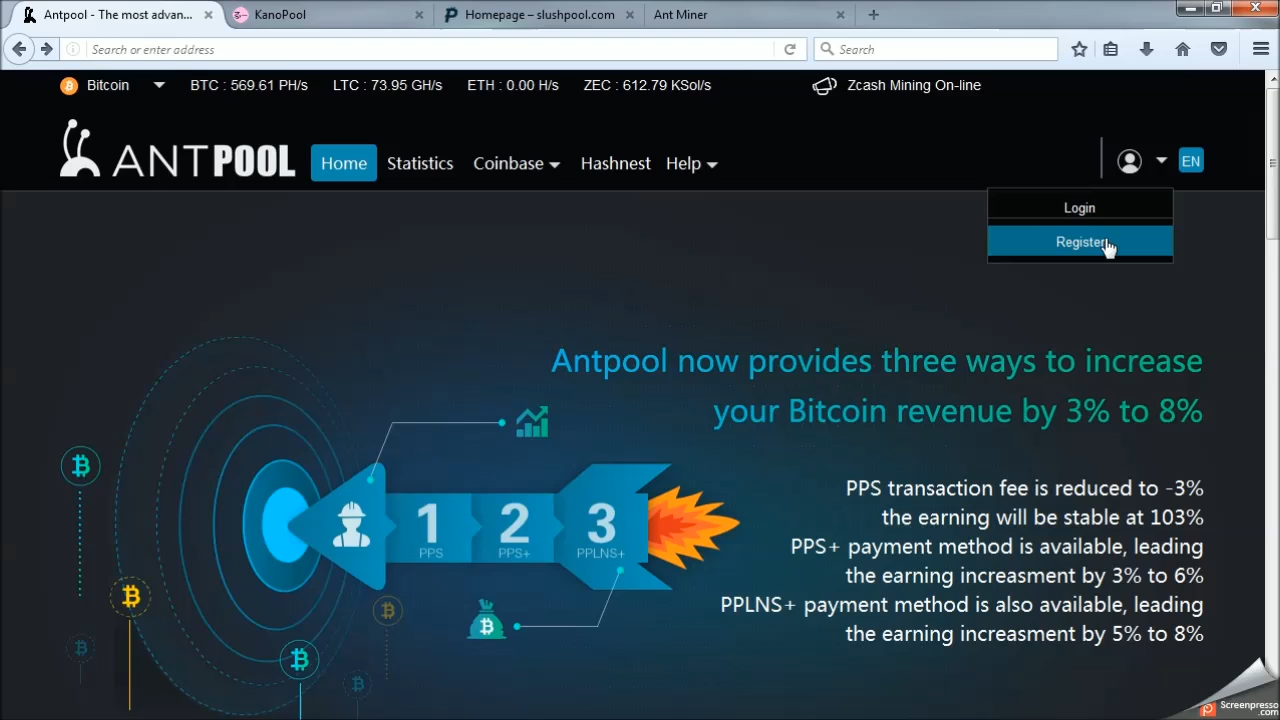 Antpool - The most advan...
KanoPool
Homepage – slushpool.com
Ant Miner
Search or enter address
Search
Bitcoin
BTC : 569.61 PH/s
LTC : 73.95 GH/s
ETH : 0.00 H/s
ZEC : 612.79 KSol/s
Zcash Mining On-line
ANTPOOL
Home
Statistics
Coinbase
Hashnest
Help
EN
Login
Register
Antpool now provides three ways to increase
your Bitcoin revenue by 3% to 8%
PPS transaction fee is reduced to -3%
the earning will be stable at 103%
PPS+ payment method is available, leading
the earning increasment by 3% to 6%
PPLNS+ payment method is also available, leading
the earning increasment by 5% to 8%
1
PPS
2
PPS+
3
PPLNS+
Screenpresso
.com